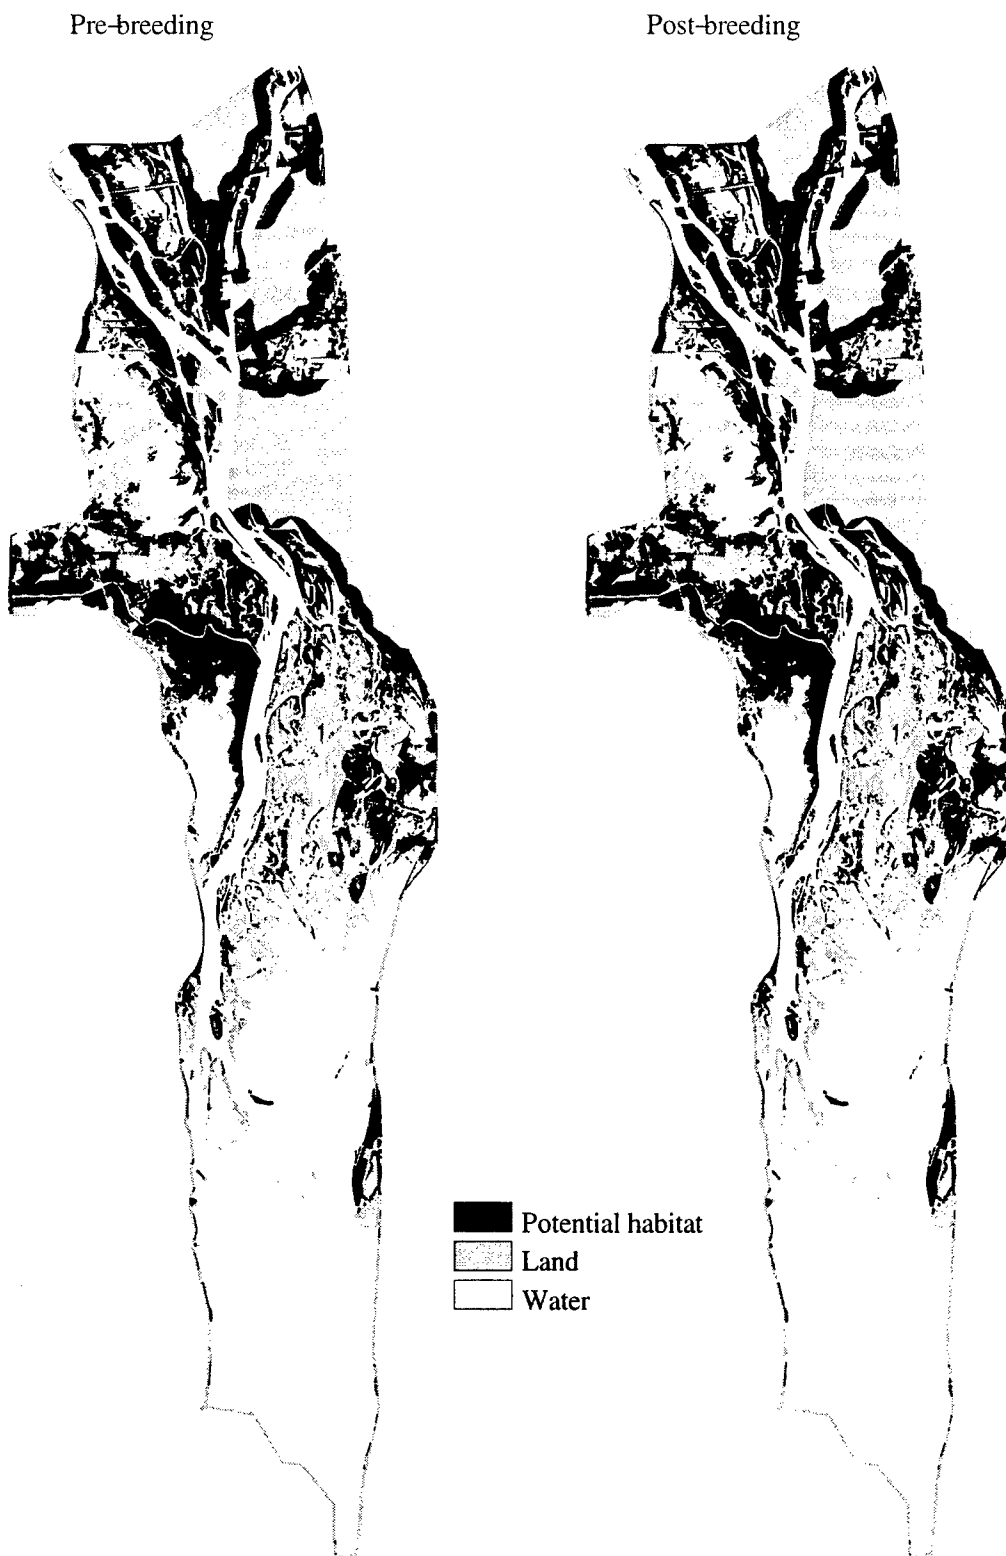 Pre-breeding
Post-breeding
Potential habitat
Land
Water